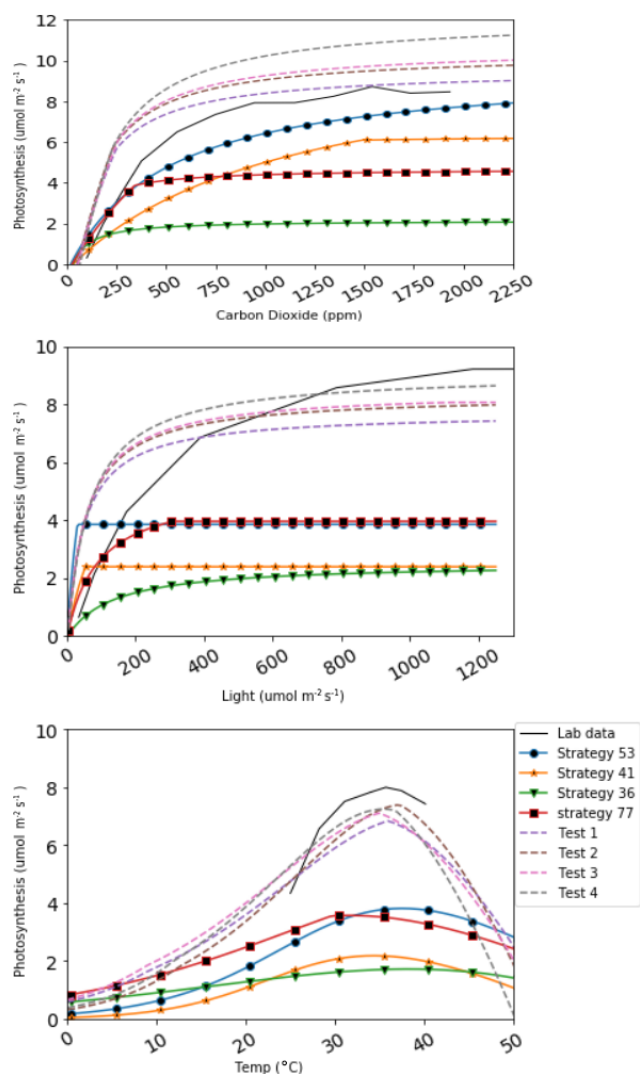 12
10
8
6
4
2
0
Photosynthesis (umol m⁻² s⁻¹)
250
500
750
1000
1250
1500
1750
2000
2250
Carbon Dioxide (ppm)
10
8
6
4
2
0
Photosynthesis (umol m⁻² s⁻¹)
0
200
400
600
800
1000
1200
Light (umol m⁻² s⁻¹)
10
8
6
4
2
0
Photosynthesis (umol m⁻² s⁻¹)
0
10
20
30
40
50
Temp (°C)
Lab data
Strategy 53
Strategy 41
Strategy 36
strategy 77
Test 1
Test 2
Test 3
Test 4